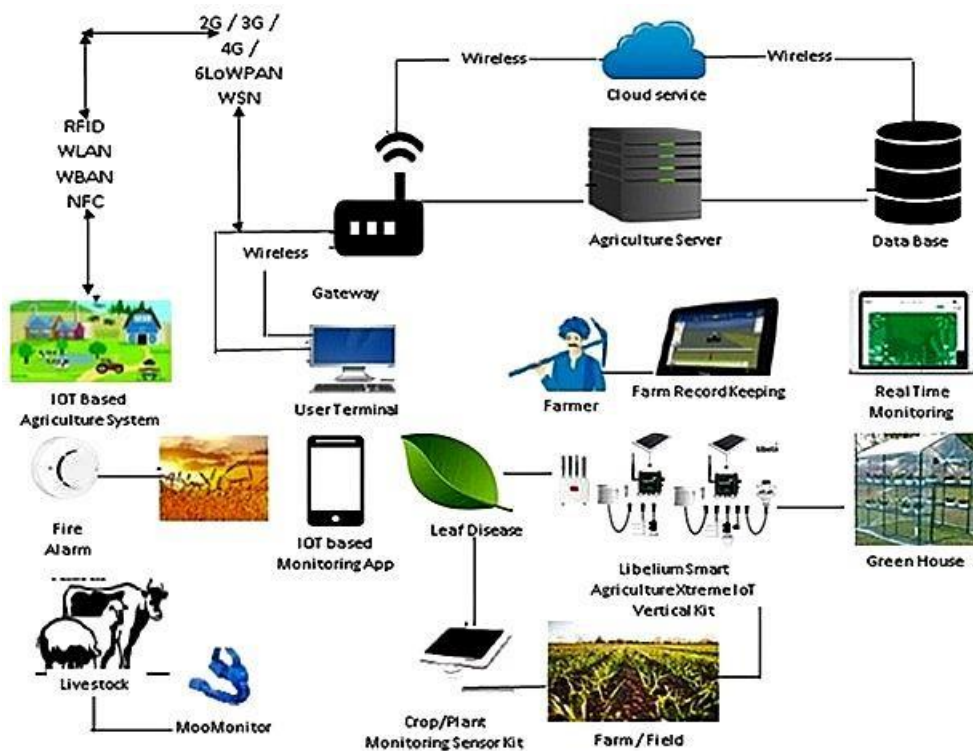 2G / 3G /
4G /
6LoWPAN
WSN
RFID
WLAN
WBAN
NFC
Wireless
Wireless
Cloud service
Agriculture Server
Data Base
Wireless
Gateway
IOT Based
Agriculture System
User Terminal
Farmer
Farm Record Keeping
Real Time
Monitoring
Fire
Alarm
IOT based
Monitoring App
Leaf Disease
Libelium Smart
AgricultureXtreme IoT
Vertical Kit
Green House
Livestock
MooMonitor
Crop/Plant
Monitoring Sensor Kit
Farm / Field